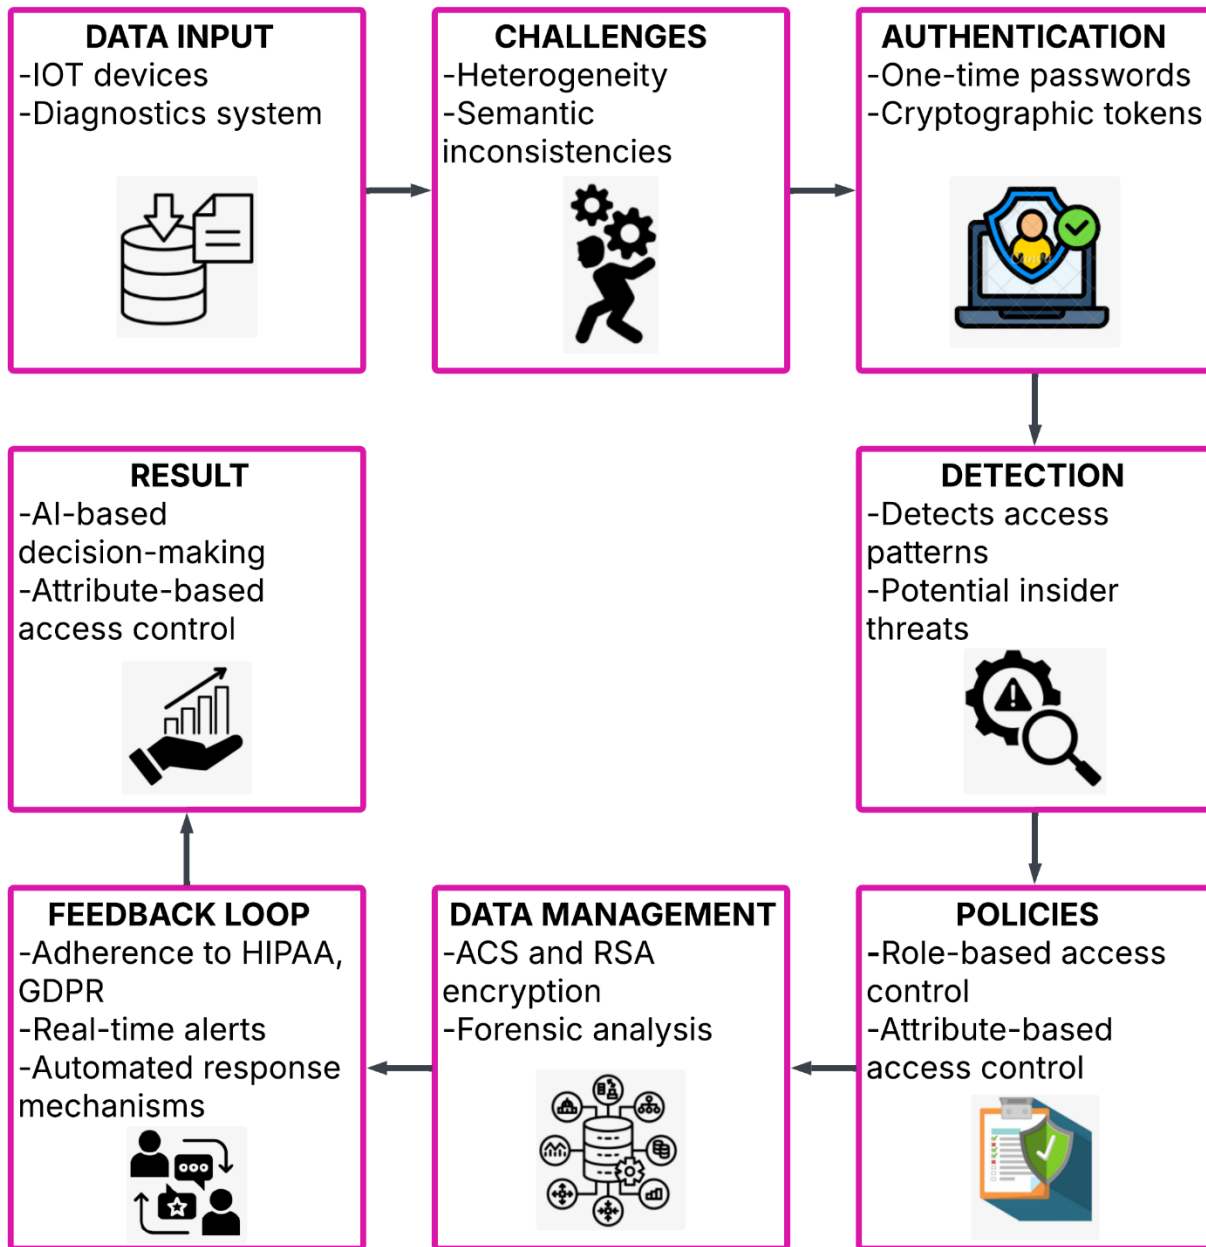 DATA INPUT
-IOT devices
-Diagnostics system
CHALLENGES
-Heterogeneity
-Semantic
inconsistencies
AUTHENTICATION
-One-time passwords
-Cryptographic tokens
DETECTION
-Detects access
patterns
-Potential insider
threats
POLICIES
-Role-based access
control
-Attribute-based
access control
DATA MANAGEMENT
-ACS and RSA
encryption
-Forensic analysis
FEEDBACK LOOP
-Adherence to HIPAA,
GDPR
-Real-time alerts
-Automated response
mechanisms
RESULT
-AI-based
decision-making
-Attribute-based
access control